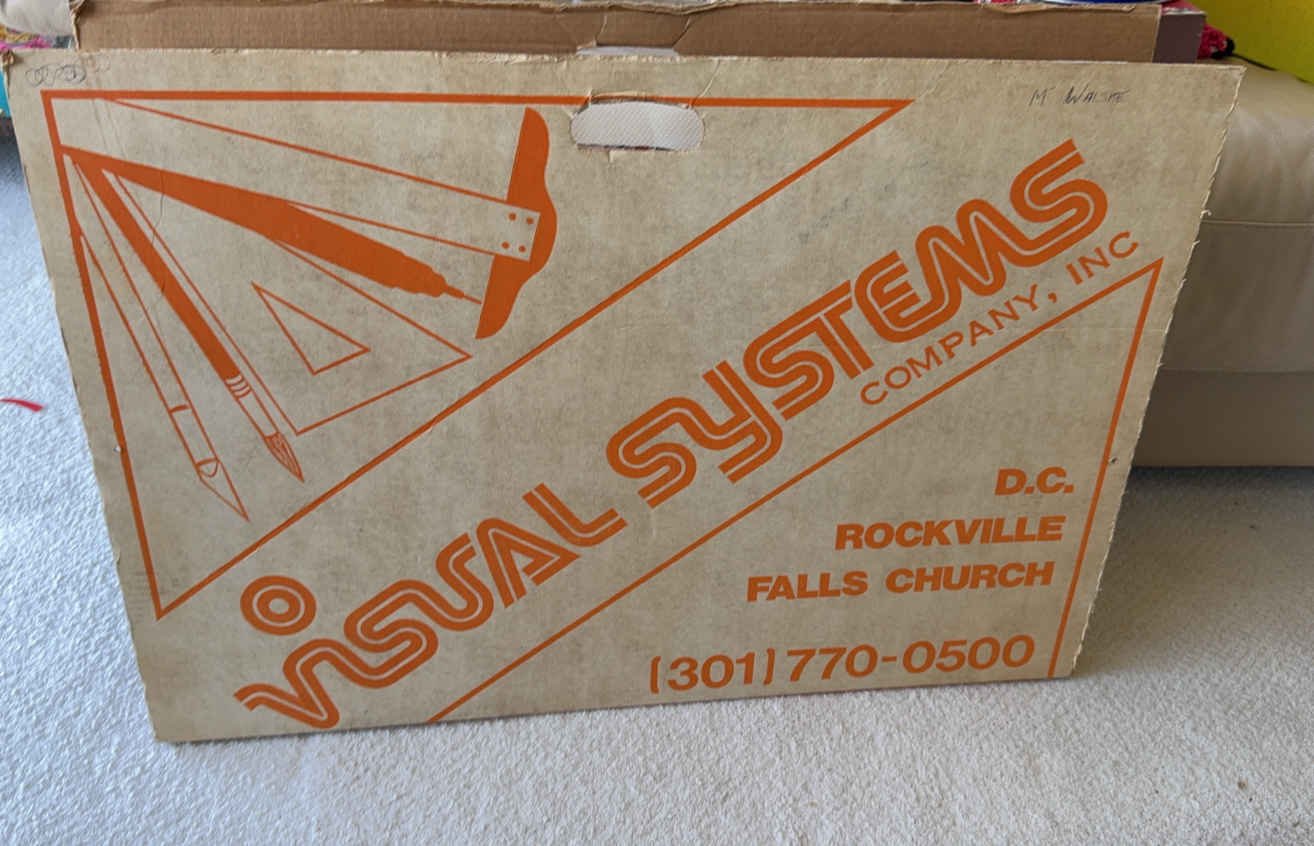 VISUAL SYSTEMS
COMPANY, INC
D.C.
ROCKVILLE
FALLS CHURCH
(301) 770-0500